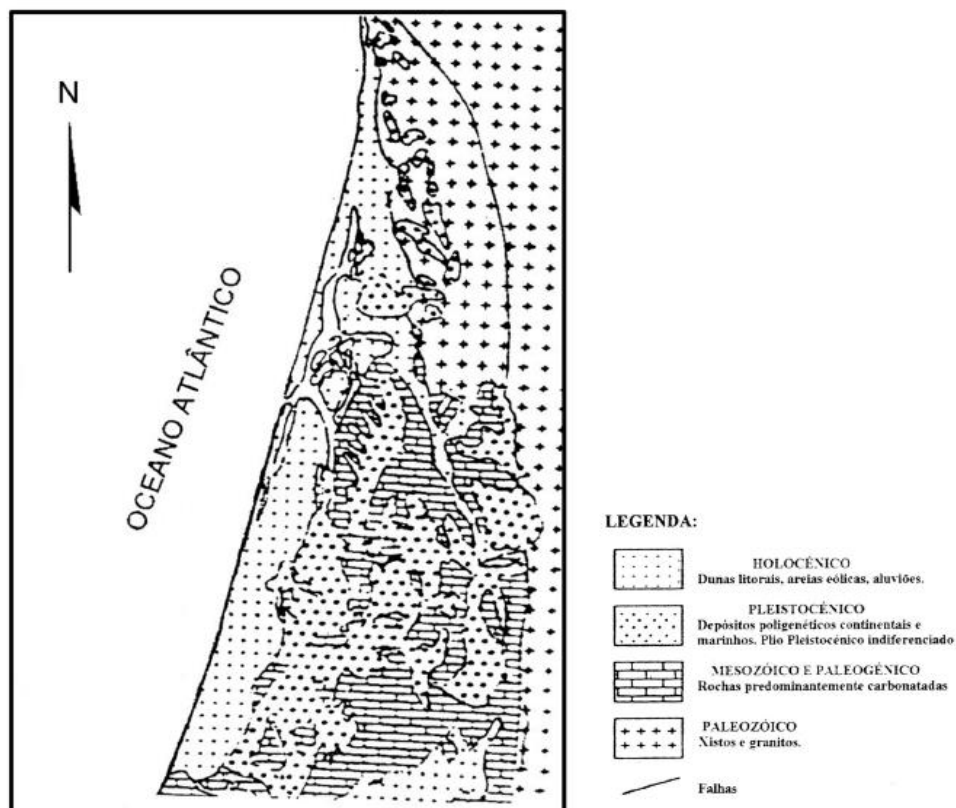 N
OCEANO ATLÂNTICO
LEGENDA:
HOLOCÉNICO
Dunas litorais, areias eólicas, aluviões.
PLEISTOCÉNICO
Depósitos poligenéticos continentais e
marinhos. Plio Pleistocénico indiferenciado
MESOZÓICO E PALEOGÉNICO
Rochas predominantemente carbonatadas
PALEOZÓICO
Xistos e granitos.
Falhas